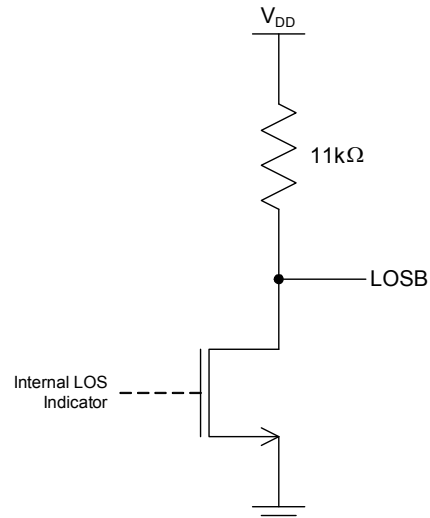 VDD
11kΩ
LOSB
Internal LOS
Indicator